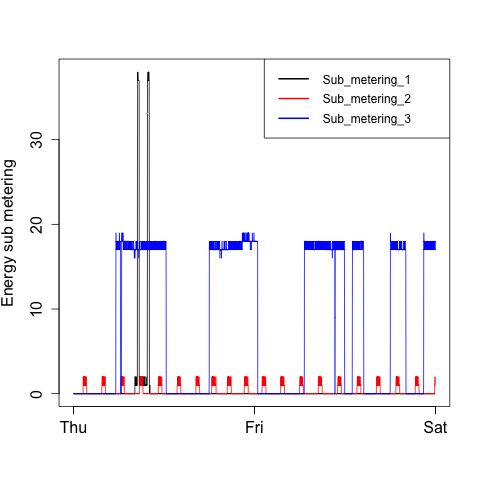 Sub_metering_1
Sub_metering_2
Sub_metering_3
Energy sub metering
30
20
10
0
Thu Fri Sat